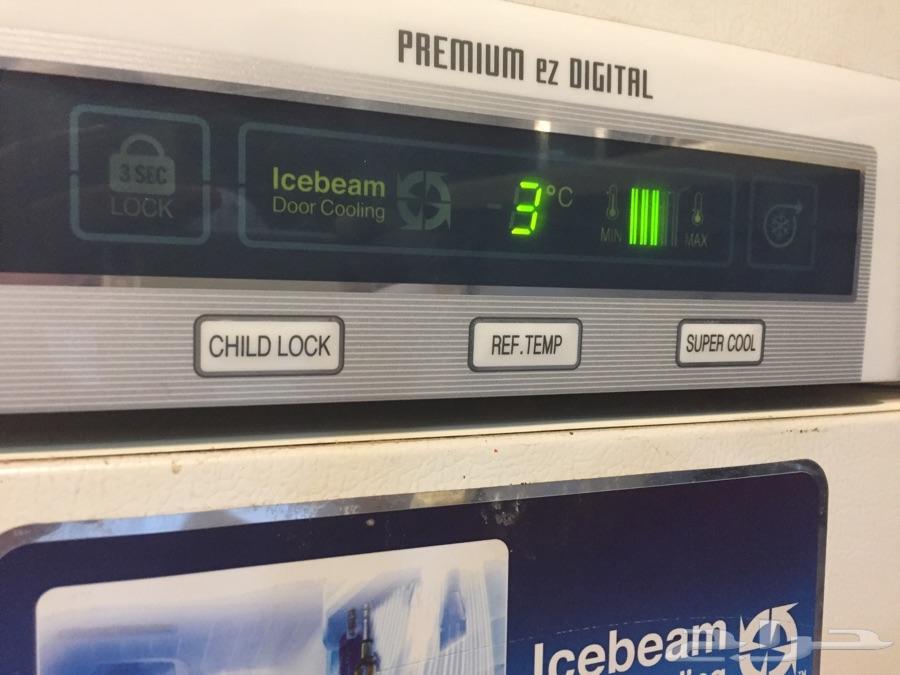 PREMIUM ez DIGITAL
3 SEC
LOCK
Icebeam
Door Cooling
3°C
MIN
MAX
CHILD LOCK
REF.TEMP
SUPER COOL
Icebeam
حراج